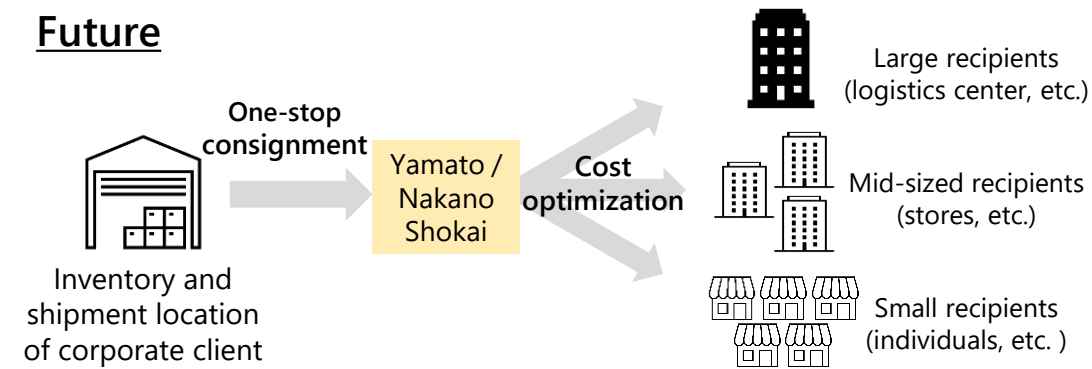 Future
One-stop
consignment
Inventory and
shipment location
of corporate client
Yamato /
Nakano
Shokai
Cost
optimization
Large recipients
(logistics center, etc.)
Mid-sized recipients
(stores, etc.)
Small recipients
(individuals, etc. )